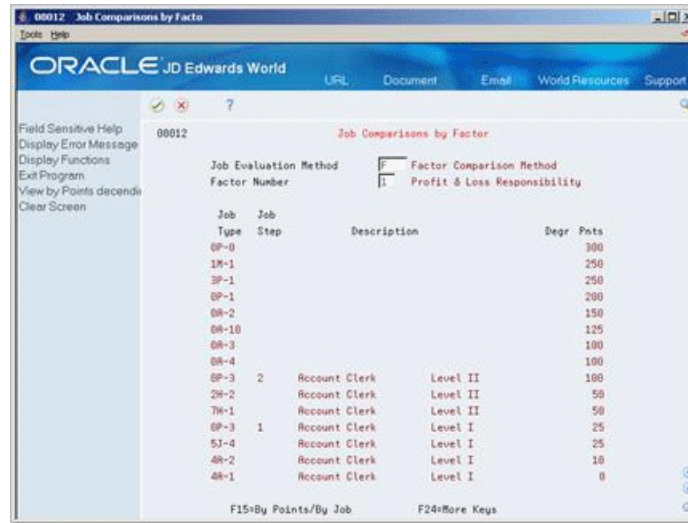 08012 Job Comparisons by Facto
Tools Help
ORACLE JD Edwards World
URL Document Email World Resources Support
?
Field Sensitive Help
Display Error Message
Display Functions
Exit Program
View by Points decendin
Clear Screen
08012 Job Comparisons by Factor
Job Evaluation Method F Factor Comparison Method
Factor Number 1 Profit & Loss Responsibility
Job Job
Type Step Description Degr Pnts
0P-0 300
1M-1 250
3P-1 250
0P-1 200
0A-2 150
0A-10 125
0A-3 100
0A-4 100
0P-3 2 Account Clerk Level II 100
2H-2 Account Clerk Level II 50
7H-1 Account Clerk Level II 50
0P-3 1 Account Clerk Level I 25
5J-4 Account Clerk Level I 25
4A-2 Account Clerk Level I 10
4A-1 Account Clerk Level I 0
F15=By Points/By Job F24=More Keys